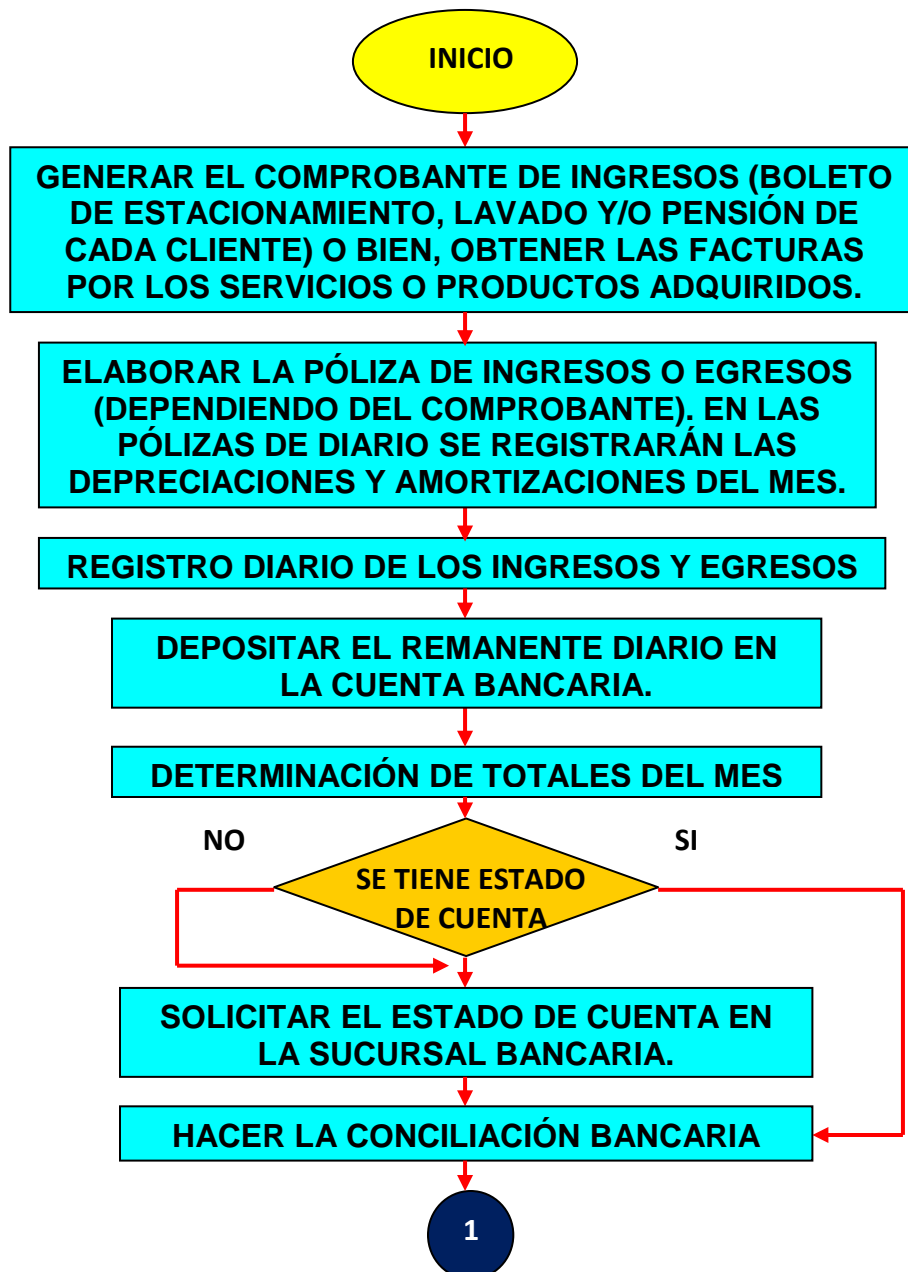 INICIO
GENERAR EL COMPROBANTE DE INGRESOS (BOLETO
DE ESTACIONAMIENTO, LAVADO Y/O PENSIÓN DE
CADA CLIENTE) O BIEN, OBTENER LAS FACTURAS
POR LOS SERVICIOS O PRODUCTOS ADQUIRIDOS.
ELABORAR LA PÓLIZA DE INGRESOS O EGRESOS
(DEPENDIENDO DEL COMPROBANTE). EN LAS
PÓLIZAS DE DIARIO SE REGISTRARÁN LAS
DEPRECIACIONES Y AMORTIZACIONES DEL MES.
REGISTRO DIARIO DE LOS INGRESOS Y EGRESOS
DEPOSITAR EL REMANENTE DIARIO EN
LA CUENTA BANCARIA.
DETERMINACIÓN DE TOTALES DEL MES
NO
SI
SE TIENE ESTADO
DE CUENTA
SOLICITAR EL ESTADO DE CUENTA EN
LA SUCURSAL BANCARIA.
HACER LA CONCILIACIÓN BANCARIA
1